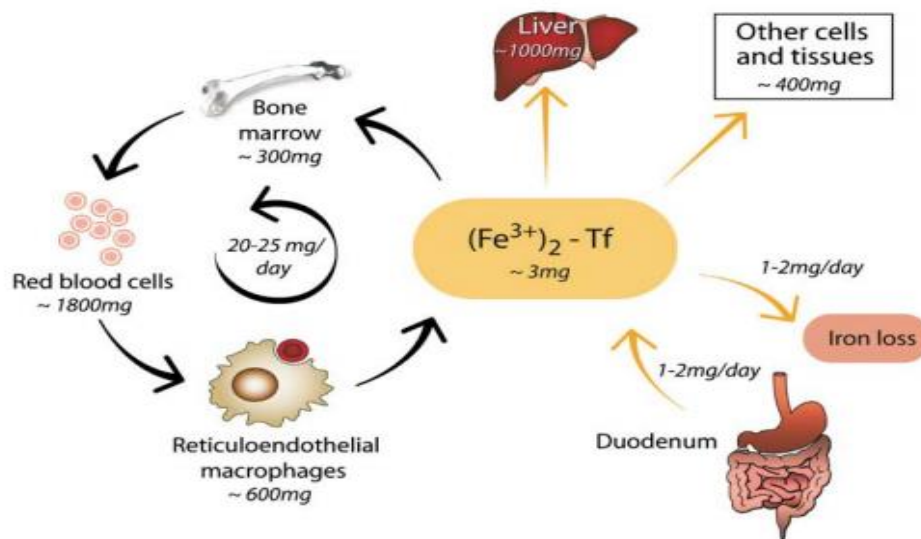 Liver
~1000mg
Other cells
and tissues
~ 400mg
Bone
marrow
~ 300mg
(Fe³⁺)₂ - Tf
~ 3mg
20-25 mg/
day
Red blood cells
~ 1800mg
1-2mg/day
Iron loss
1-2mg/day
Duodenum
Reticuloendothelial
macrophages
~ 600mg